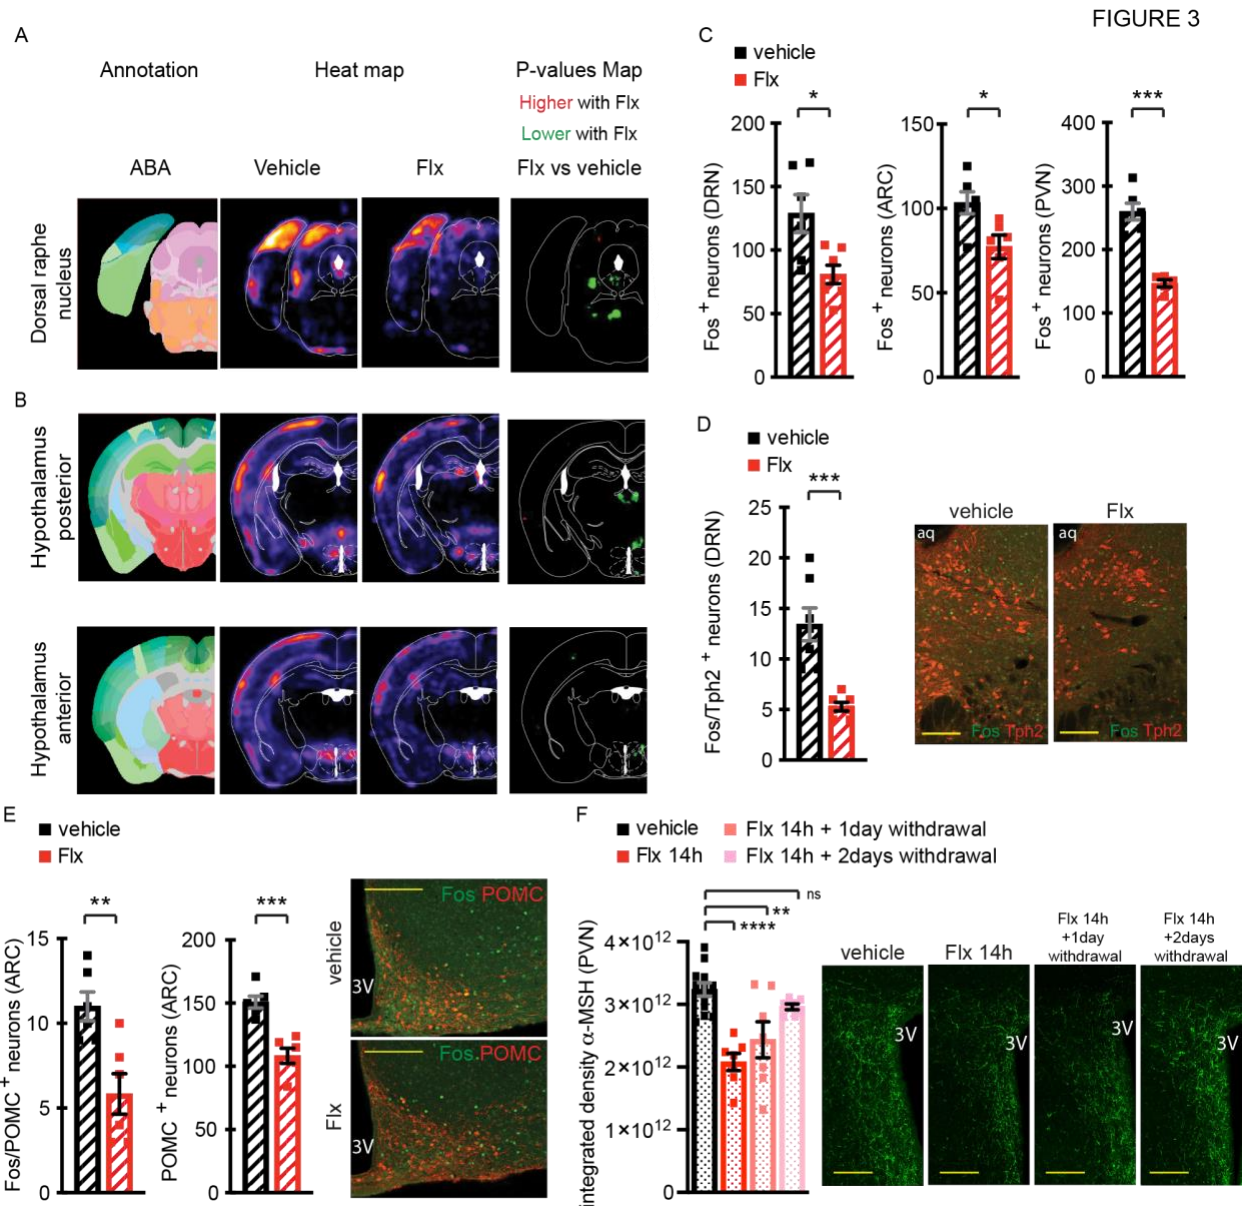 FIGURE 3
A
Annotation
Heat map
P-values Map
Higher with Flx
Lower with Flx
ABA
Vehicle
Flx
Flx vs vehicle
Dorsal raphe
nucleus
B
Hypothalamus
posterior
Hypothalamus
anterior
C
vehicle
Flx
*
200
150
100
50
0
Fos + neurons (DRN)
*
150
100
50
0
Fos + neurons (ARC)
***
400
300
200
100
0
Fos + neurons (PVN)
D
vehicle
Flx
***
25
20
15
10
5
0
Fos/Tph2 + neurons (DRN)
vehicle
Flx
aq
aq
Fos Tph2
Fos Tph2
E
vehicle
Flx
**
15
10
5
0
Fos/POMC + neurons (ARC)
***
200
150
100
50
0
POMC + neurons (ARC)
vehicle
Fos POMC
3V
Flx
Fos POMC
3V
F
vehicle
Flx 14h + 1day withdrawal
Flx 14h
Flx 14h + 2days withdrawal
ns
**
****
4×10¹²
3×10¹²
2×10¹²
1×10¹²
0
integrated density α-MSH (PVN)
vehicle
Flx 14h
Flx 14h
+1day
withdrawal
Flx 14h
+2days
withdrawal
3V
3V
3V
3V